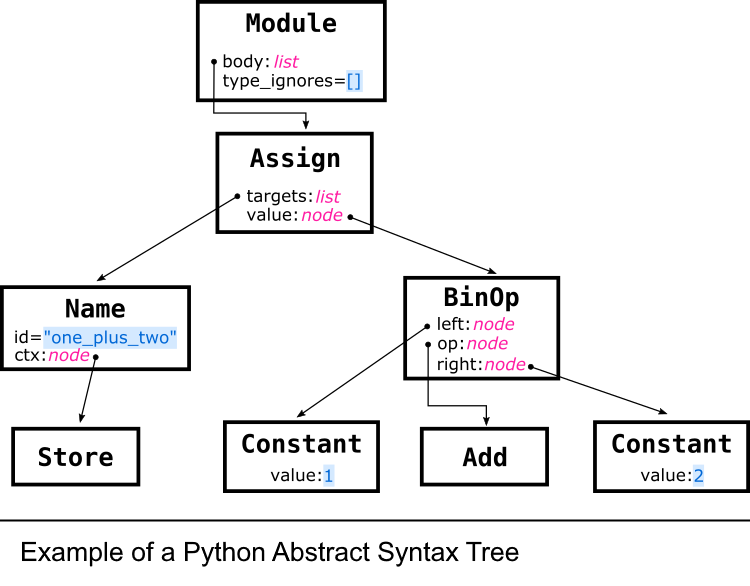 Module
body:list
type_ignores=[]
Assign
targets:list
value:node
Name
id="one_plus_two"
ctx:node
BinOp
left:node
op:node
right:node
Store
Constant
value:1
Add
Constant
value:2
Example of a Python Abstract Syntax Tree